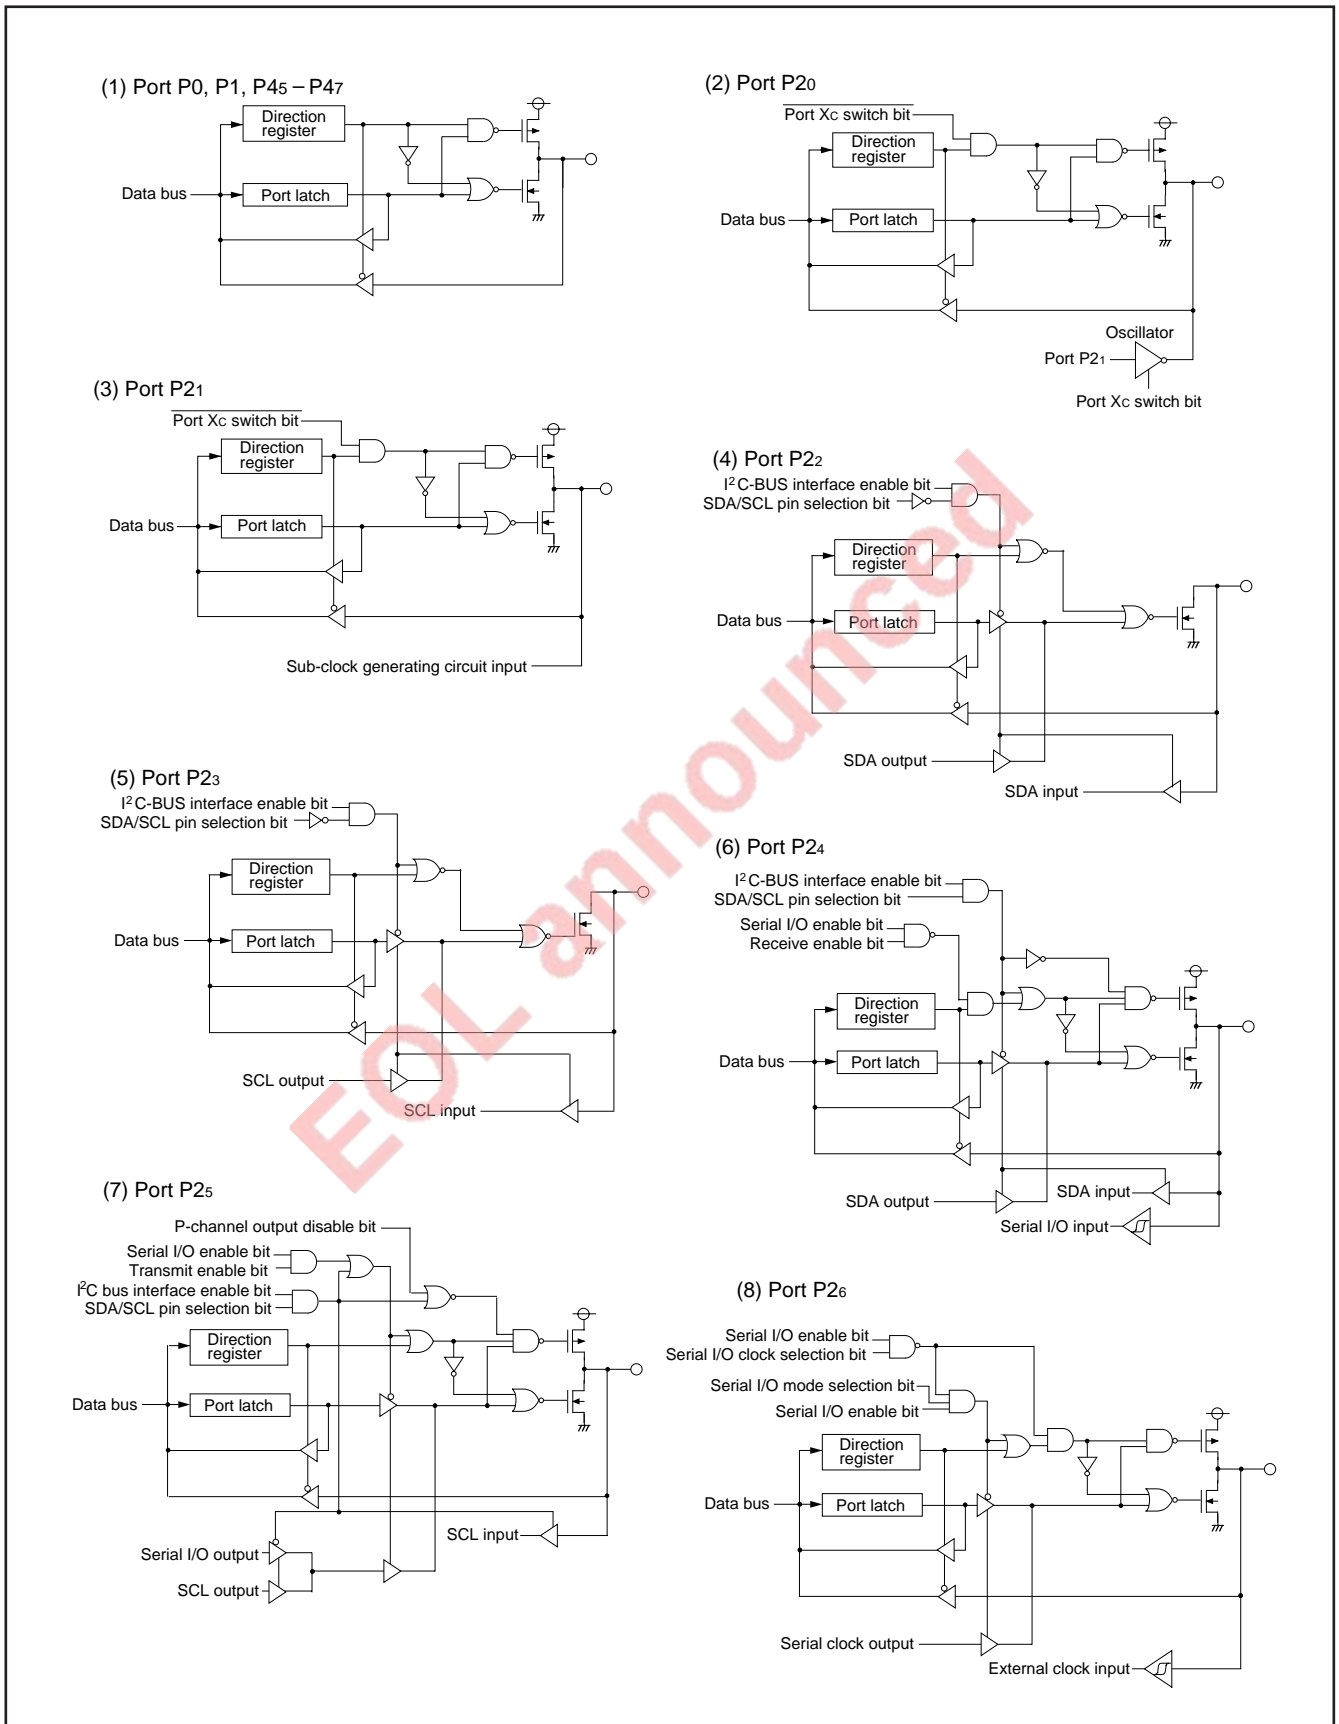 (1) Port P0, P1, P45 – P47
Direction
register
Data bus
Port latch
(2) Port P20
Port XC switch bit
Direction
register
Data bus
Port latch
Oscillator
Port P21
Port XC switch bit
(3) Port P21
Port XC switch bit
Direction
register
Data bus
Port latch
Sub-clock generating circuit input
(4) Port P22
I2C-BUS interface enable bit
SDA/SCL pin selection bit
Direction
register
Data bus
Port latch
SDA output
SDA input
(5) Port P23
I2C-BUS interface enable bit
SDA/SCL pin selection bit
Direction
register
Data bus
Port latch
SCL output
SCL input
(6) Port P24
I2C-BUS interface enable bit
SDA/SCL pin selection bit
Serial I/O enable bit
Receive enable bit
Direction
register
Data bus
Port latch
SDA output
SDA input
Serial I/O input
(7) Port P25
P-channel output disable bit
Serial I/O enable bit
Transmit enable bit
I2C bus interface enable bit
SDA/SCL pin selection bit
Direction
register
Data bus
Port latch
SCL input
Serial I/O output
SCL output
(8) Port P26
Serial I/O enable bit
Serial I/O clock selection bit
Serial I/O mode selection bit
Serial I/O enable bit
Direction
register
Data bus
Port latch
Serial clock output
External clock input
EOL announced